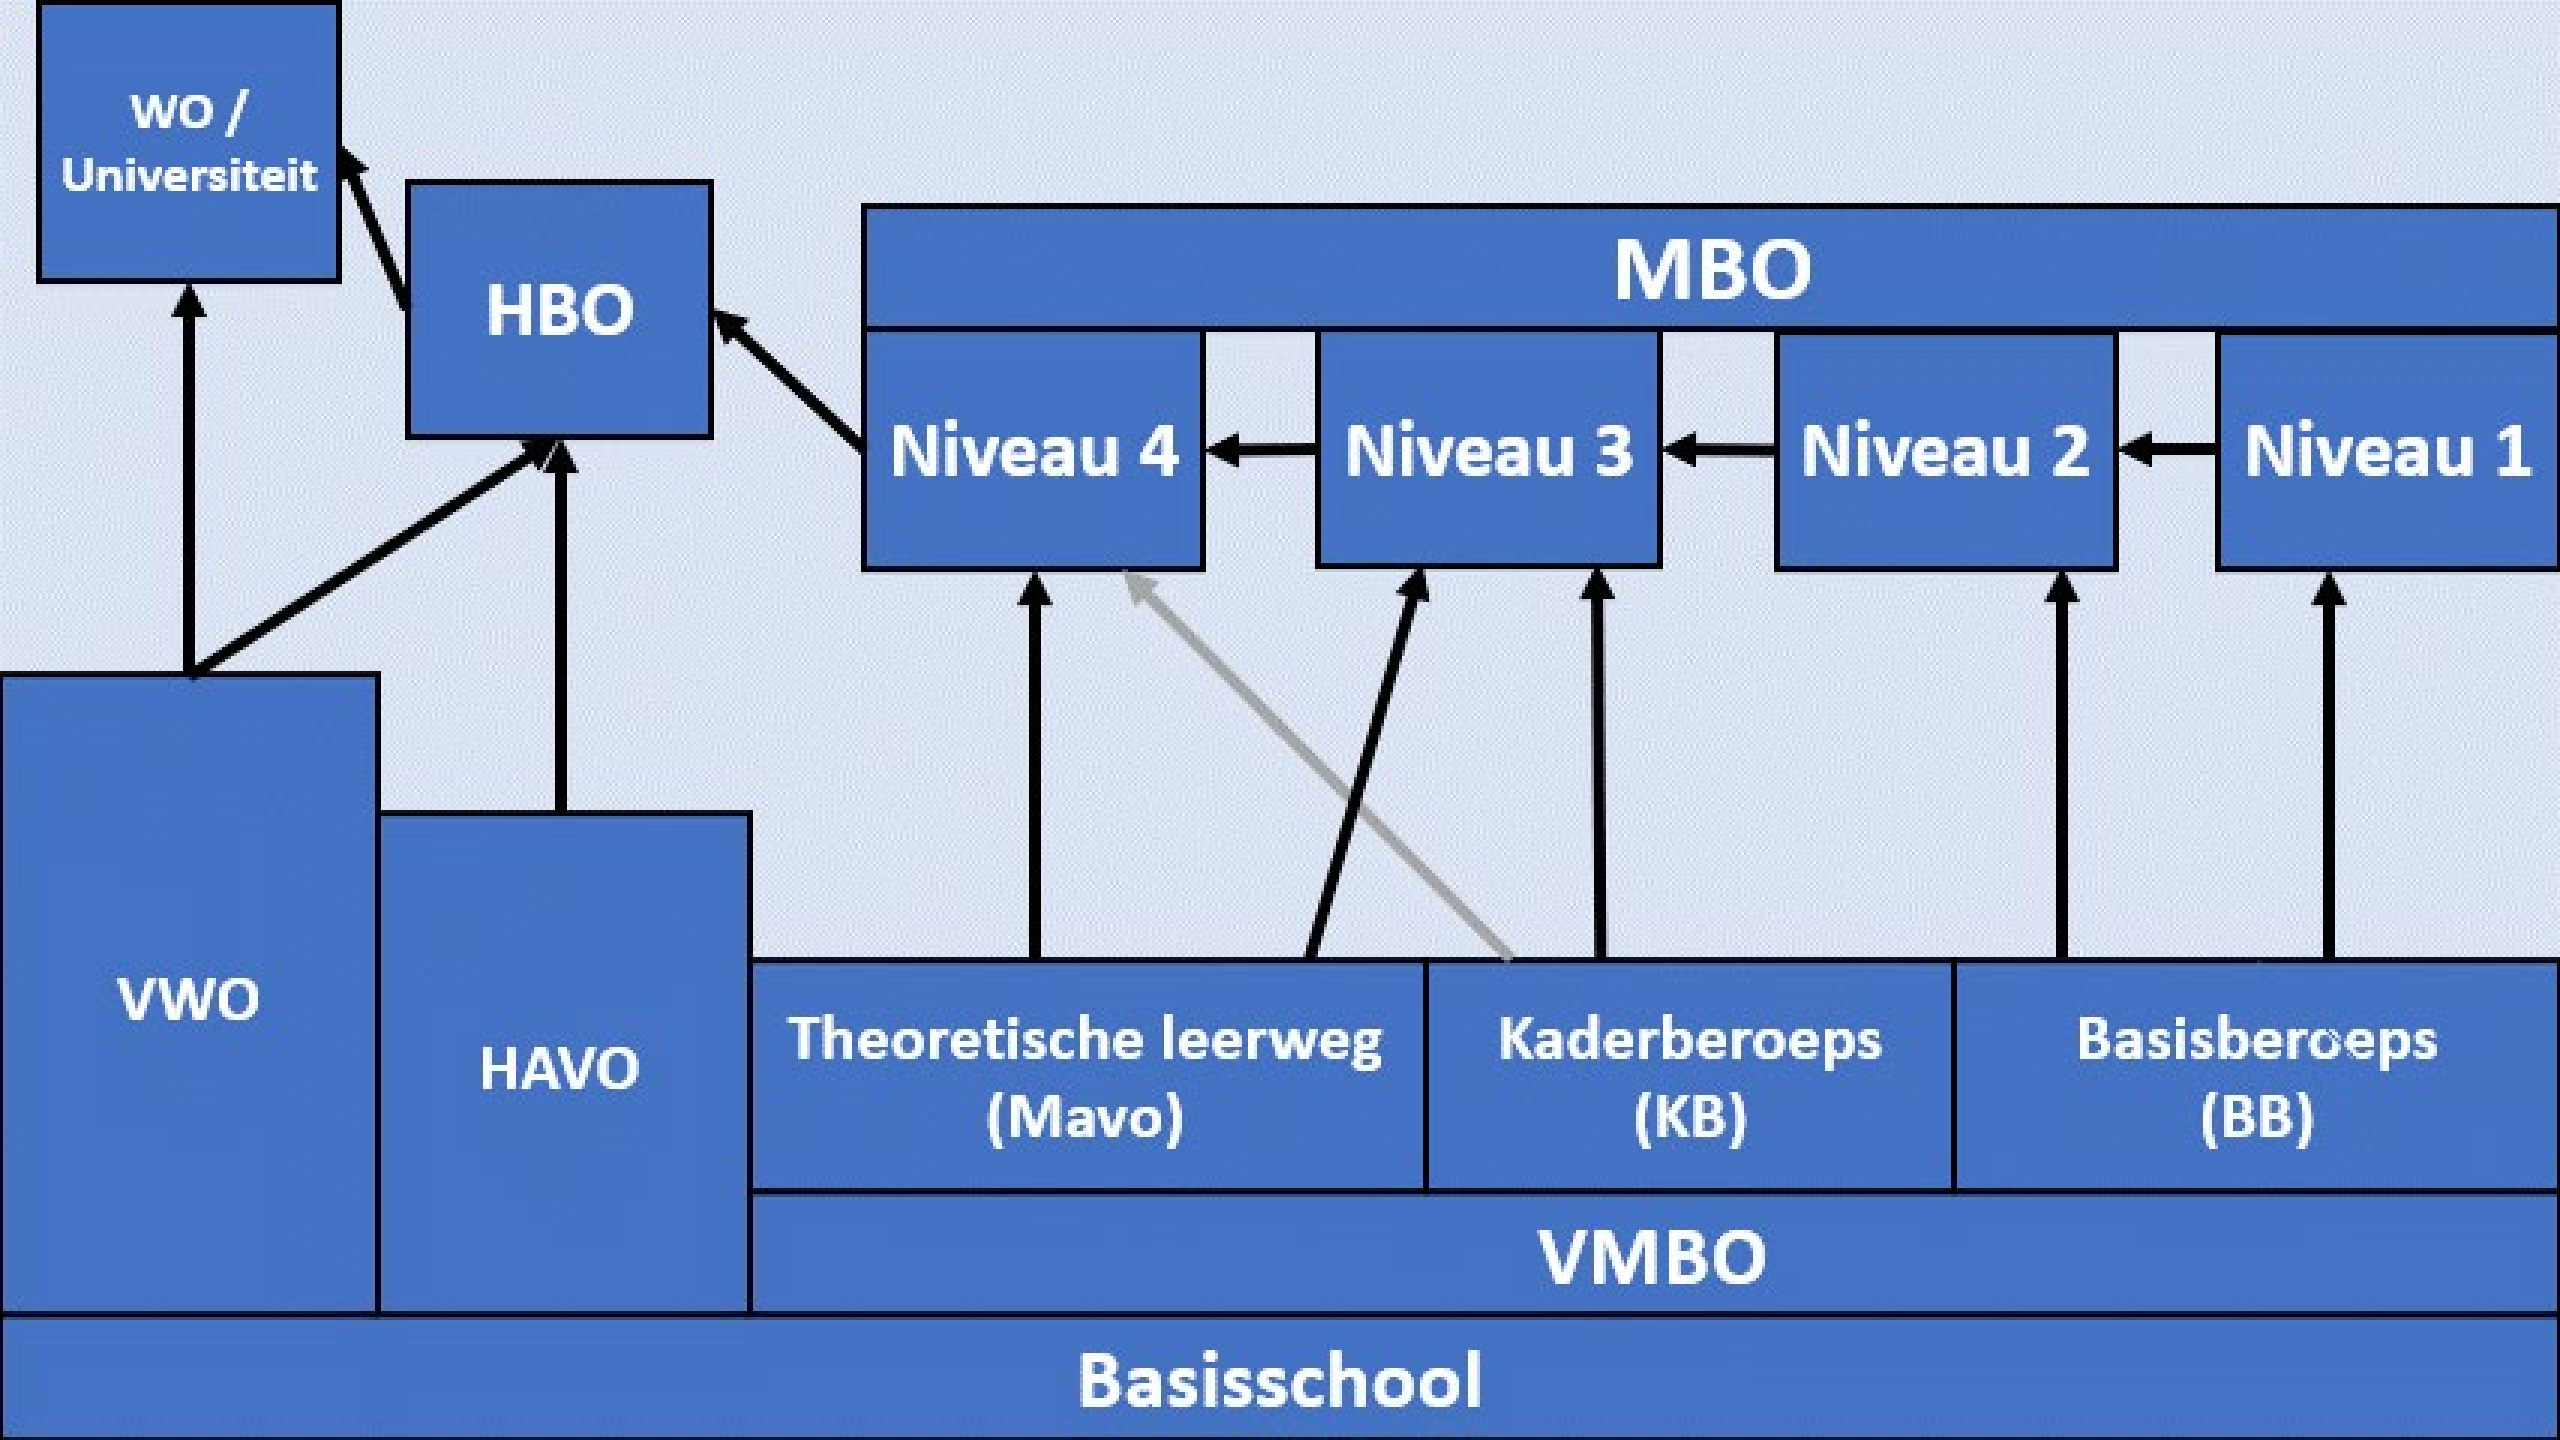 WO /
Universiteit
HBO
MBO
Niveau 4
Niveau 3
Niveau 2
Niveau 1
VWO
HAVO
Theoretische leerweg
(Mavo)
Kaderberoeps
(KB)
Basisberoeps
(BB)
VMBO
Basisschool